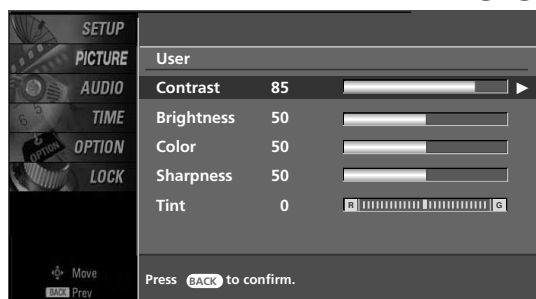 SETUP
PICTURE
AUDIO
TIME
OPTION
LOCK
Move
BACK Prev
User
Contrast 85
Brightness 50
Color 50
Sharpness 50
Tint 0 R G
Press BACK to confirm.